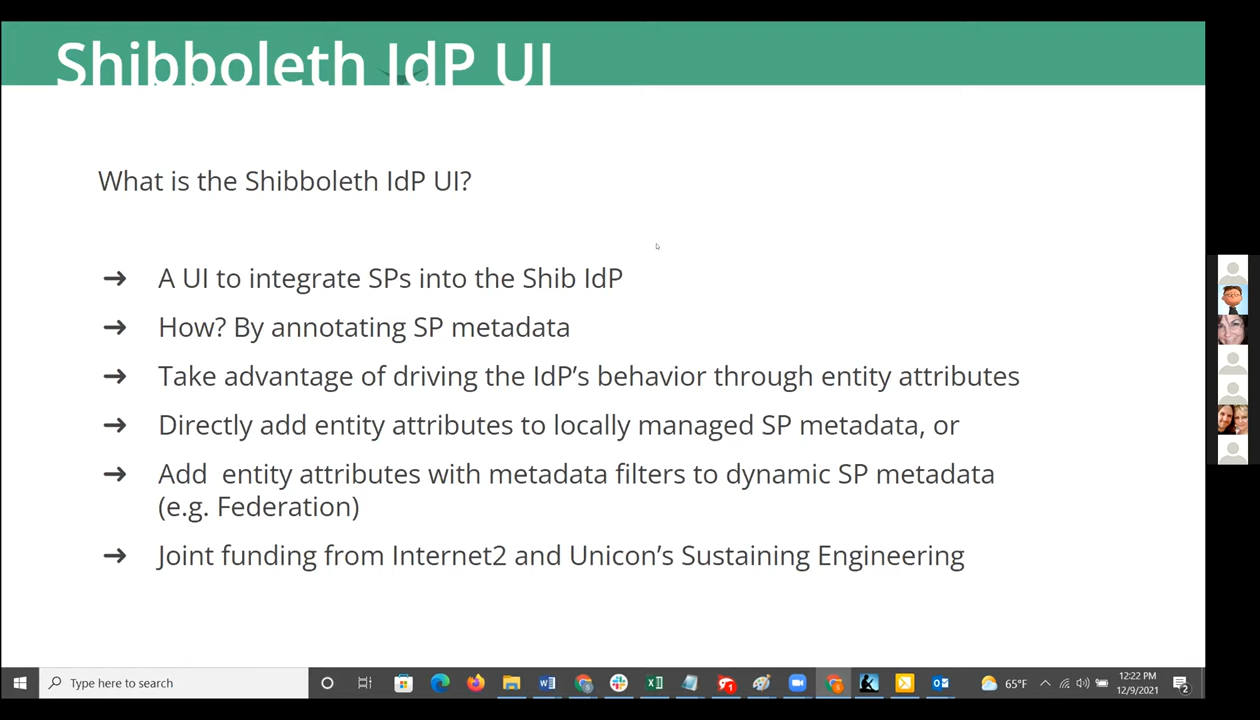 Shibboleth IdP UI
What is the Shibboleth IdP UI?
➔ A UI to integrate SPs into the Shib IdP
➔ How? By annotating SP metadata
➔ Take advantage of driving the IdP’s behavior through entity attributes
➔ Directly add entity attributes to locally managed SP metadata, or
➔ Add  entity attributes with metadata filters to dynamic SP metadata
(e.g. Federation)
➔ Joint funding from Internet2 and Unicon’s Sustaining Engineering
Type here to search
65°F
12:22 PM
12/9/2021
2